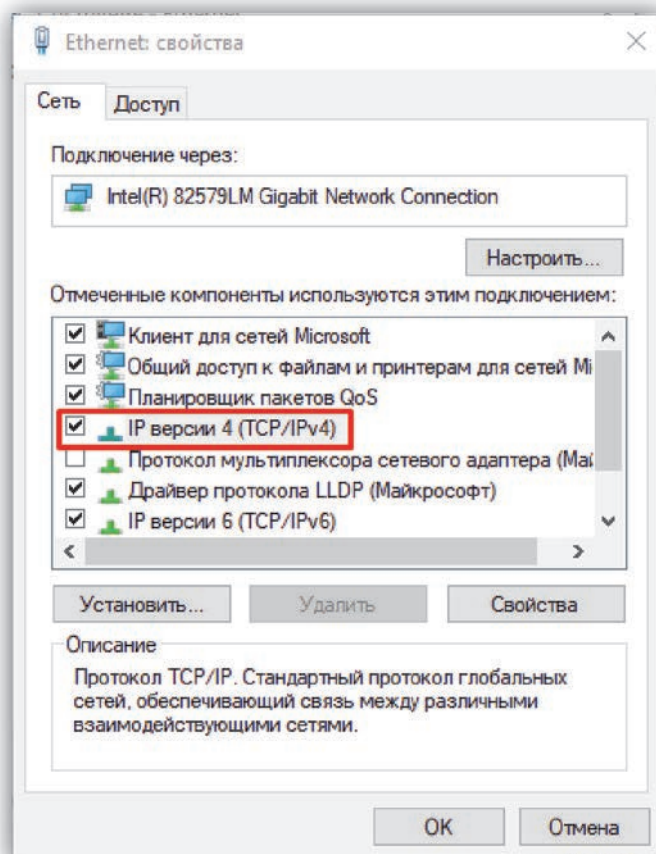 Ethernet: свойства
Сеть
Доступ
Подключение через:
Intel(R) 82579LM Gigabit Network Connection
Настроить...
Отмеченные компоненты используются этим подключением:
Клиент для сетей Microsoft
Общий доступ к файлам и принтерам для сетей Mi
Планировщик пакетов QoS
IP версии 4 (TCP/IPv4)
Протокол мультиплексора сетевого адаптера (Май
Драйвер протокола LLDP (Майкрософт)
IP версии 6 (TCP/IPv6)
Установить...
Удалить
Свойства
Описание
Протокол TCP/IP. Стандартный протокол глобальных
сетей, обеспечивающий связь между различными
взаимодействующими сетями.
OK
Отмена